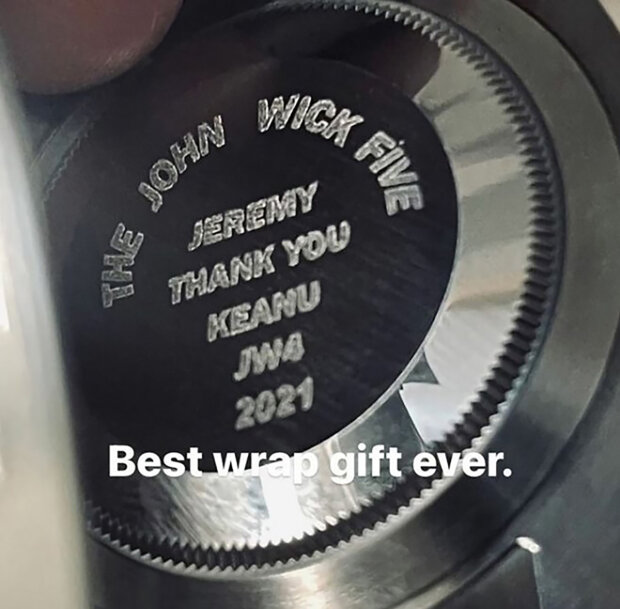 THE JOHN WICK FIVE
JEREMY
THANK YOU
KEANU
JW4
2021
Best wrap gift ever.